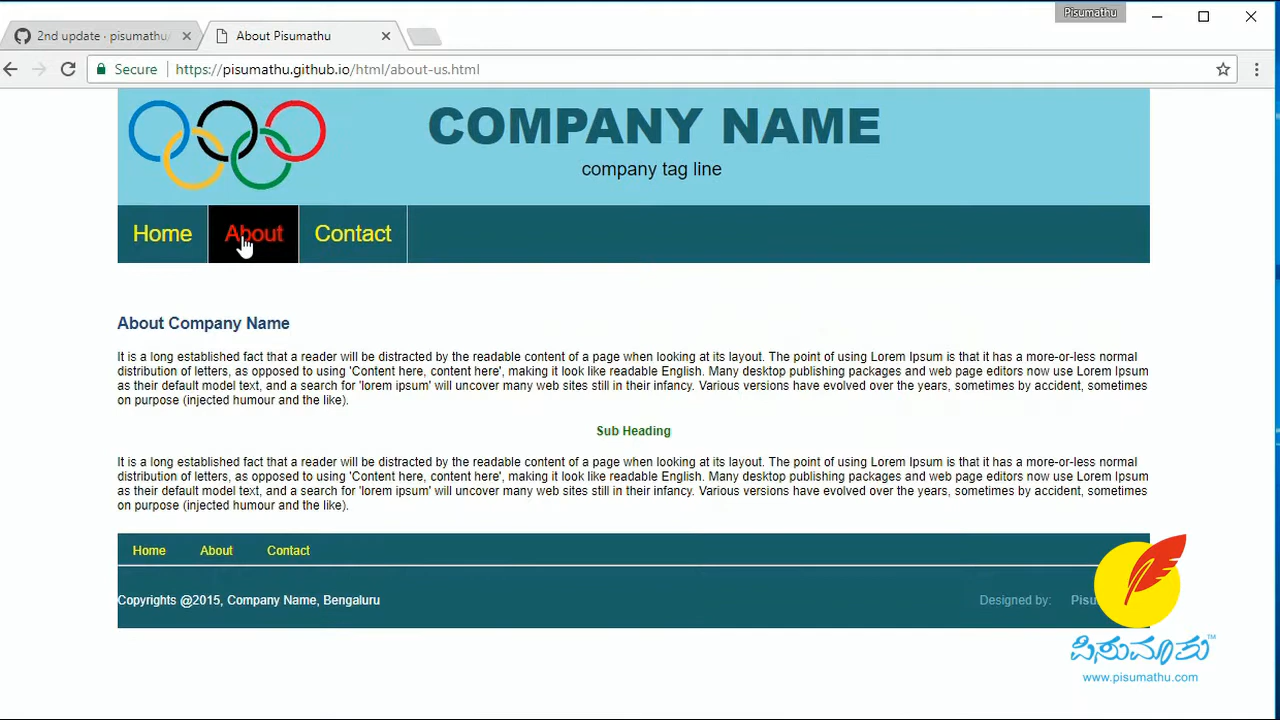 Pisumathu
2nd update · pisumathu/
About Pisumathu
Secure
https://pisumathu.github.io/html/about-us.html
COMPANY NAME
company tag line
Home About Contact
About Company Name
It is a long established fact that a reader will be distracted by the readable content of a page when looking at its layout. The point of using Lorem Ipsum is that it has a more-or-less normal
distribution of letters, as opposed to using 'Content here, content here', making it look like readable English. Many desktop publishing packages and web page editors now use Lorem Ipsum
as their default model text, and a search for 'lorem ipsum' will uncover many web sites still in their infancy. Various versions have evolved over the years, sometimes by accident, sometimes
on purpose (injected humour and the like).
Sub Heading
It is a long established fact that a reader will be distracted by the readable content of a page when looking at its layout. The point of using Lorem Ipsum is that it has a more-or-less normal
distribution of letters, as opposed to using 'Content here, content here', making it look like readable English. Many desktop publishing packages and web page editors now use Lorem Ipsum
as their default model text, and a search for 'lorem ipsum' will uncover many web sites still in their infancy. Various versions have evolved over the years, sometimes by accident, sometimes
on purpose (injected humour and the like).
Home About Contact
Copyrights @2015, Company Name, Bengaluru
Designed by:
ಪಿಸುಮಾತು™
www.pisumathu.com